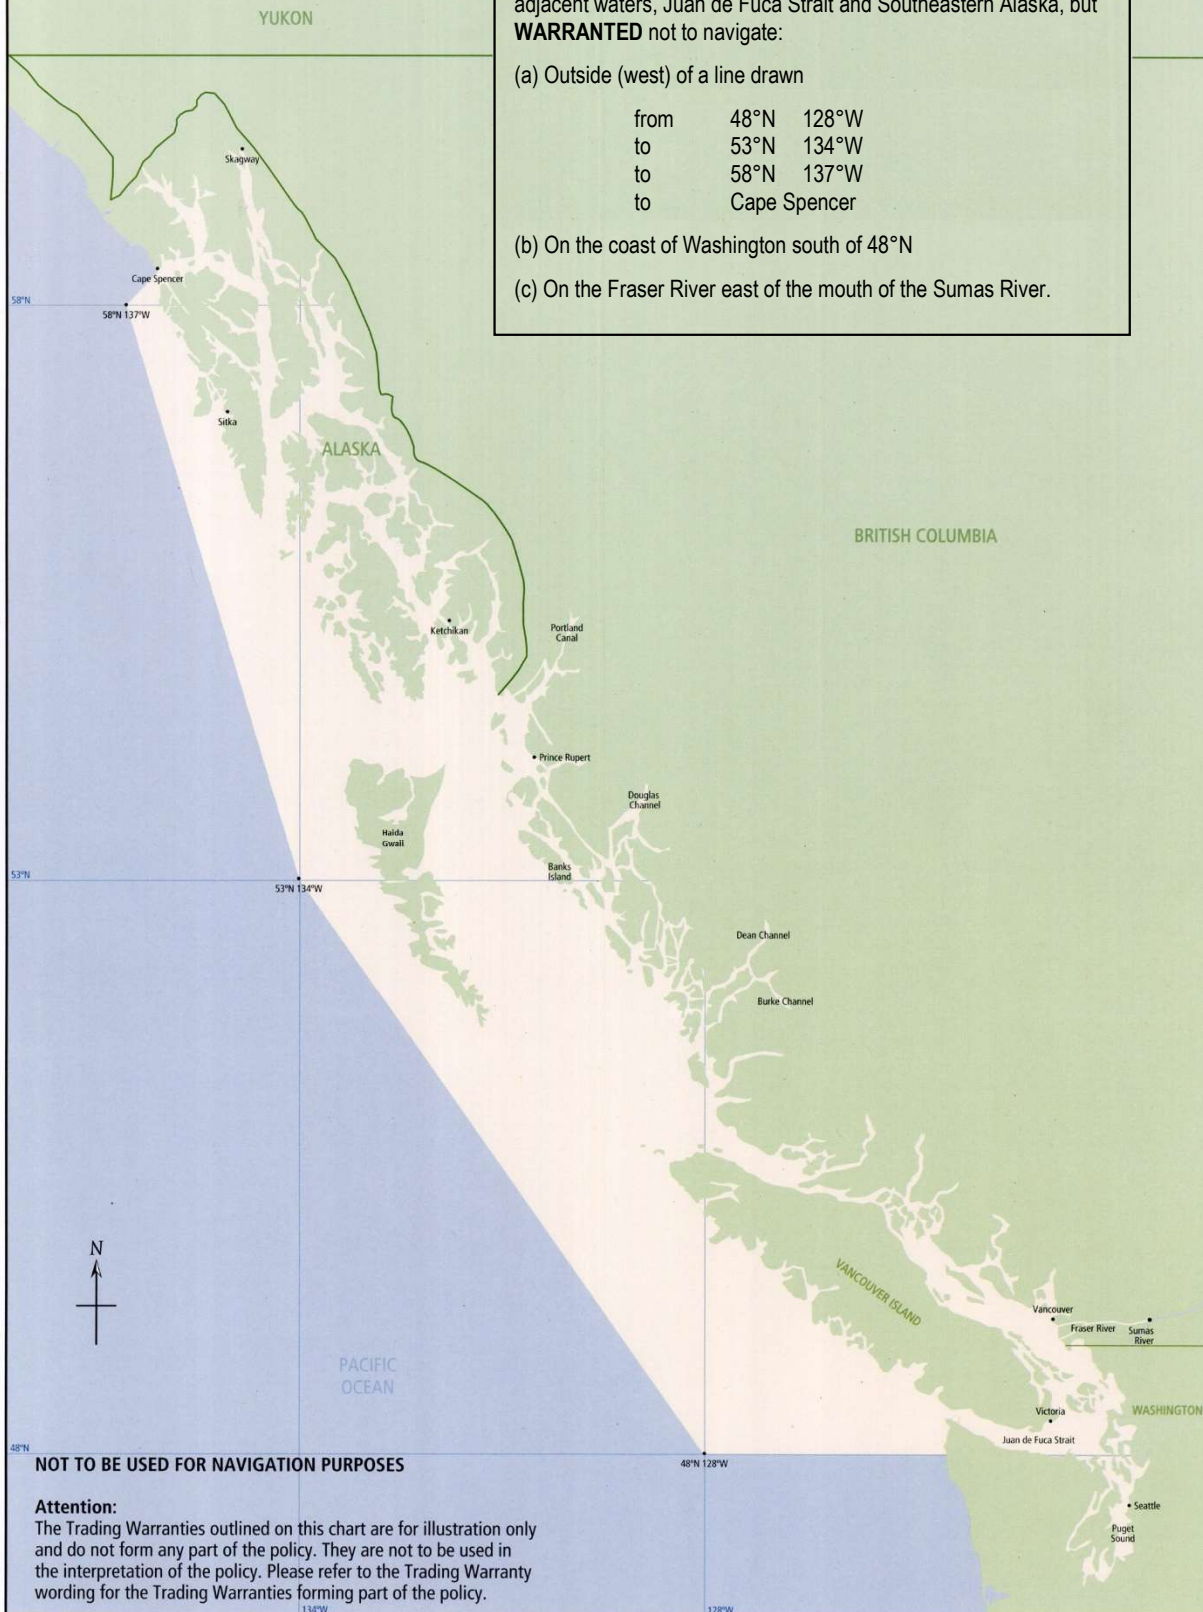 adjacent waters, Juan de Fuca Strait and Southeastern Alaska, but
WARRANTED not to navigate:
(a) Outside (west) of a line drawn
from 48°N 128°W
to 53°N 134°W
to 58°N 137°W
to Cape Spencer
(b) On the coast of Washington south of 48°N
(c) On the Fraser River east of the mouth of the Sumas River.
YUKON
Skagway
Cape Spencer
58°N
58°N 137°W
Sitka
ALASKA
BRITISH COLUMBIA
Ketchikan
Portland
Canal
Prince Rupert
Douglas
Channel
Haida
Gwaii
Banks
Island
53°N
53°N 134°W
Dean Channel
Burke Channel
N
VANCOUVER ISLAND
Vancouver
Fraser River
Sumas
River
PACIFIC
OCEAN
Victoria
WASHINGTON
Juan de Fuca Strait
48°N
48°N 128°W
NOT TO BE USED FOR NAVIGATION PURPOSES
Seattle
Puget
Sound
Attention:
The Trading Warranties outlined on this chart are for illustration only
and do not form any part of the policy. They are not to be used in
the interpretation of the policy. Please refer to the Trading Warranty
wording for the Trading Warranties forming part of the policy.
134°W
128°W